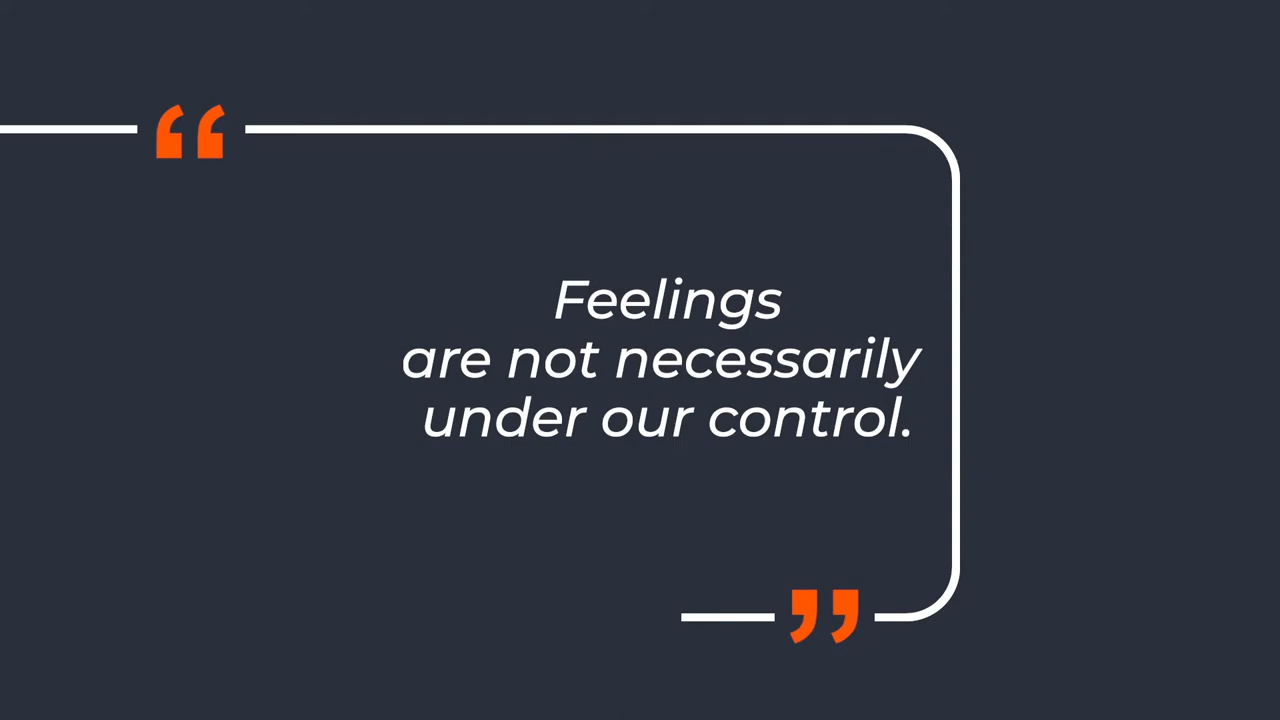 “
Feelings
are not necessarily
under our control.
”